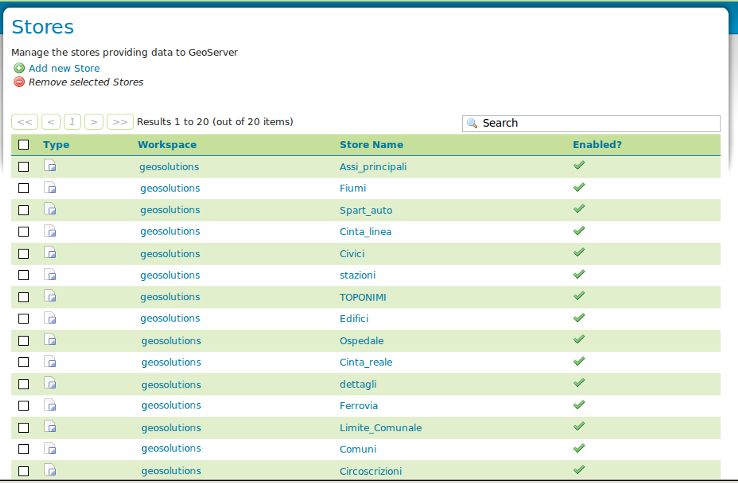 Stores
Manage the stores providing data to GeoServer
Add new Store
Remove selected Stores
<< < 1 > >> Results 1 to 20 (out of 20 items) Search
Type Workspace Store Name Enabled?
geosolutions Assi_principali
geosolutions Fiumi
geosolutions Spart_auto
geosolutions Cinta_linea
geosolutions Civici
geosolutions stazioni
geosolutions TOPONIMI
geosolutions Edifici
geosolutions Ospedale
geosolutions Cinta_reale
geosolutions dettagli
geosolutions Ferrovia
geosolutions Limite_Comunale
geosolutions Comuni
geosolutions Circoscrizioni